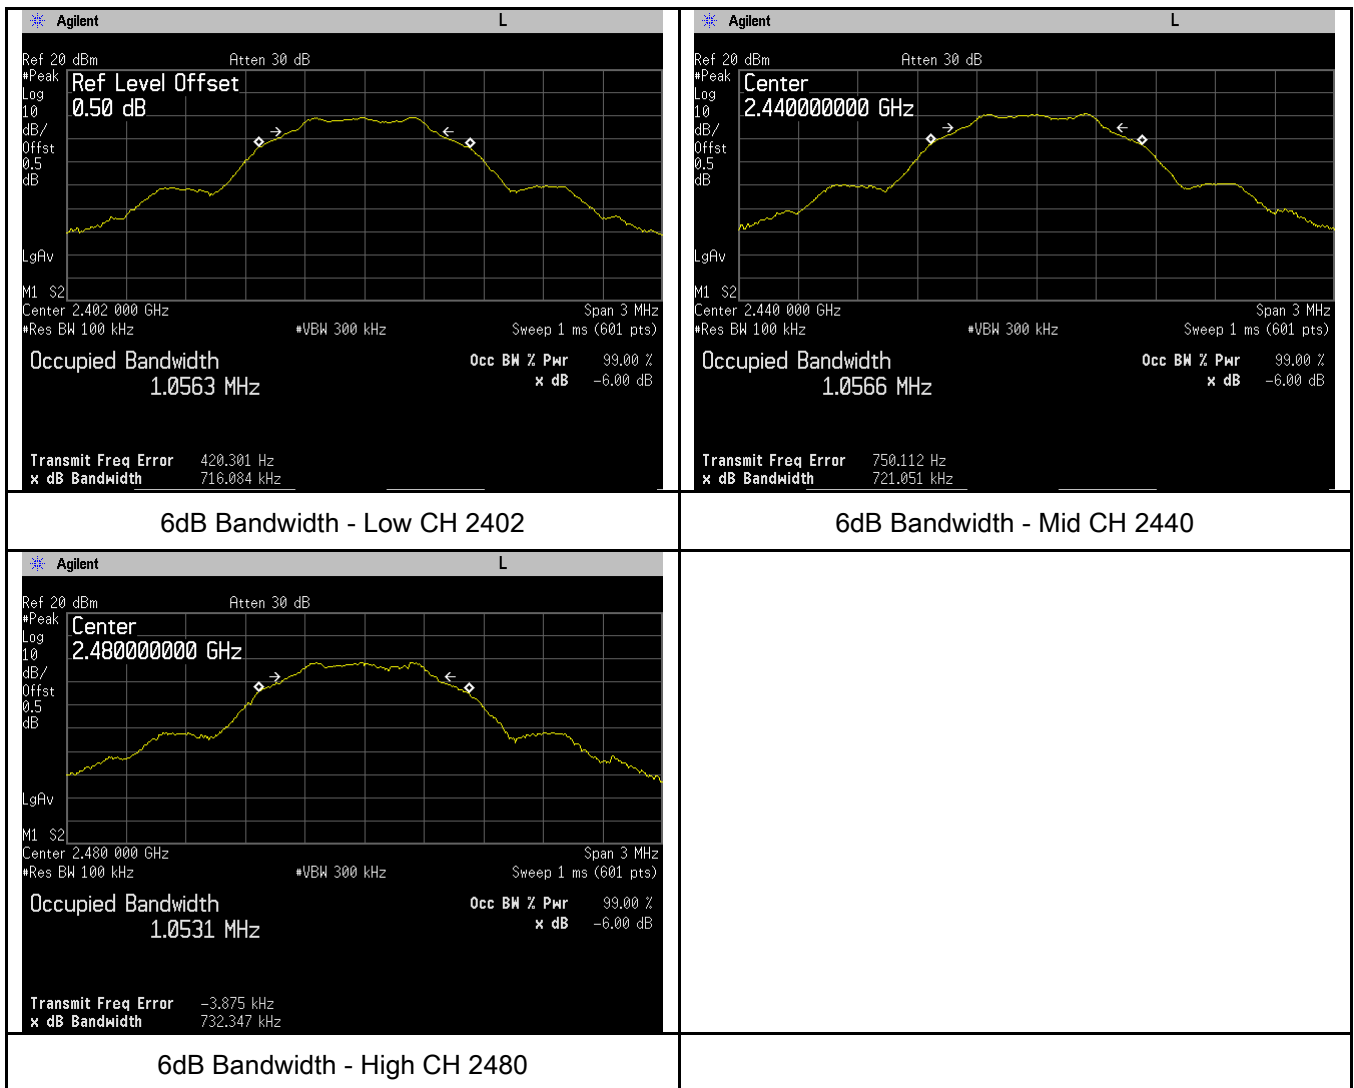 Agilent L
Ref 20 dBm Atten 30 dB
#Peak
Log
10
dB/
Offst
0.5
dB
Ref Level Offset
0.50 dB
LgAv
M1 S2
Center 2.402 000 GHz Span 3 MHz
#Res BW 100 kHz #VBW 300 kHz Sweep 1 ms (601 pts)
Occupied Bandwidth Occ BW % Pwr 99.00 %
1.0563 MHz x dB -6.00 dB
Transmit Freq Error 420.301 Hz
x dB Bandwidth 716.084 kHz
6dB Bandwidth - Low CH 2402
Agilent L
Ref 20 dBm Atten 30 dB
#Peak
Log
10
dB/
Offst
0.5
dB
Center
2.440000000 GHz
LgAv
M1 S2
Center 2.440 000 GHz Span 3 MHz
#Res BW 100 kHz #VBW 300 kHz Sweep 1 ms (601 pts)
Occupied Bandwidth Occ BW % Pwr 99.00 %
1.0566 MHz x dB -6.00 dB
Transmit Freq Error 750.112 Hz
x dB Bandwidth 721.051 kHz
6dB Bandwidth - Mid CH 2440
Agilent L
Ref 20 dBm Atten 30 dB
#Peak
Log
10
dB/
Offst
0.5
dB
Center
2.480000000 GHz
LgAv
M1 S2
Center 2.480 000 GHz Span 3 MHz
#Res BW 100 kHz #VBW 300 kHz Sweep 1 ms (601 pts)
Occupied Bandwidth Occ BW % Pwr 99.00 %
1.0531 MHz x dB -6.00 dB
Transmit Freq Error -3.875 kHz
x dB Bandwidth 732.347 kHz
6dB Bandwidth - High CH 2480